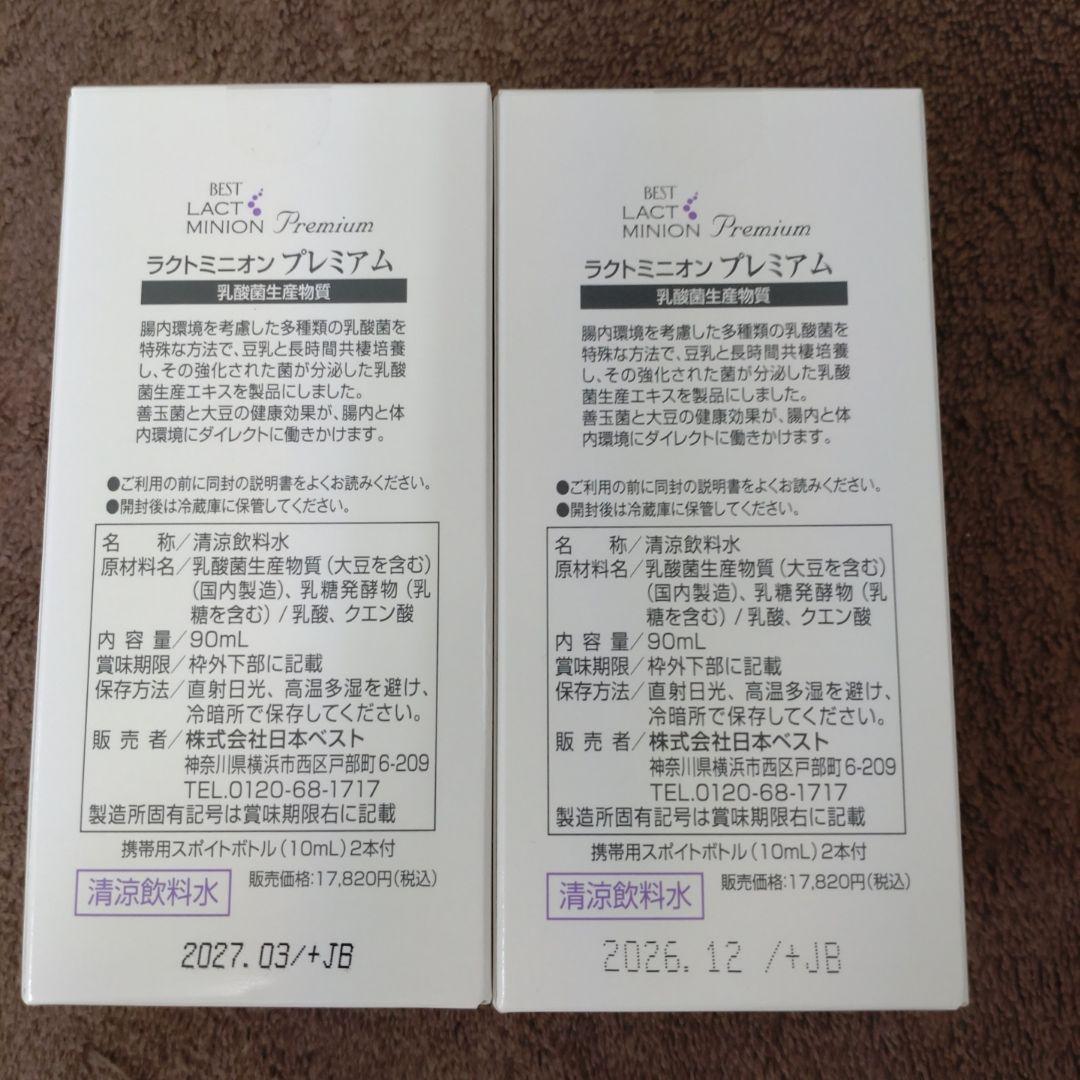 BEST
LACT
MINION Premium
ラクトミニオン プレミアム
乳酸菌生産物質
腸内環境を考慮した多種類の乳酸菌を
特殊な方法で、豆乳と長時間共棲培養
し、その強化された菌が分泌した乳酸
菌生産エキスを製品にしました。
善玉菌と大豆の健康効果が、腸内と体
内環境にダイレクトに働きかけます。
●ご利用の前に同封の説明書をよくお読みください。
●開封後は冷蔵庫に保管してください。
名 称/清涼飲料水
原材料名/乳酸菌生産物質(大豆を含む)
(国内製造)、乳糖発酵物(乳
糖を含む)/乳酸、クエン酸
内容量/90mL
賞味期限/枠外下部に記載
保存方法/直射日光、高温多湿を避け、
冷暗所で保存してください。
販売者/株式会社日本ベスト
神奈川県横浜市西区戸部町6-209
TEL.0120-68-1717
製造所固有記号は賞味期限右に記載
携帯用スポイトボトル(10mL)2本付
清涼飲料水
販売価格:17,820円(税込)
2027.03/+JB
BEST
LACT
MINION Premium
ラクトミニオン プレミアム
乳酸菌生産物質
腸内環境を考慮した多種類の乳酸菌を
特殊な方法で、豆乳と長時間共棲培養
し、その強化された菌が分泌した乳酸
菌生産エキスを製品にしました。
善玉菌と大豆の健康効果が、腸内と体
内環境にダイレクトに働きかけます。
●ご利用の前に同封の説明書をよくお読みください。
●開封後は冷蔵庫に保管してください。
名 称/清涼飲料水
原材料名/乳酸菌生産物質(大豆を含む)
(国内製造)、乳糖発酵物(乳
糖を含む)/乳酸、クエン酸
内容量/90mL
賞味期限/枠外下部に記載
保存方法/直射日光、高温多湿を避け、
冷暗所で保存してください。
販売者/株式会社日本ベスト
神奈川県横浜市西区戸部町6-209
TEL.0120-68-1717
製造所固有記号は賞味期限右に記載
携帯用スポイトボトル(10mL)2本付
清涼飲料水
販売価格:17,820円(税込)
2026.12 /+JB